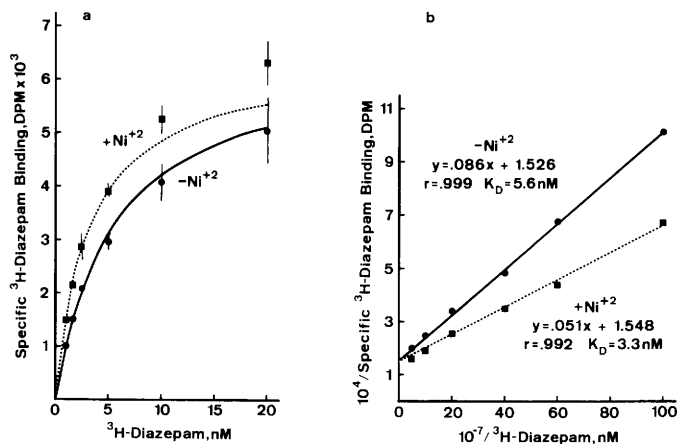 a
Specific ³H-Diazepam Binding, DPM x 10³
7
6
5
4
3
2
1
+Ni⁺²
−Ni⁺²
0 5 10 15 20
³H-Diazepam, nM
b
10⁴/Specific ³H-Diazepam Binding, DPM
11
9
7
5
3
1
−Ni⁺²
y=.086x + 1.526
r=.999 K_D=5.6nM
+Ni⁺²
y=.051x + 1.548
r=.992 K_D=3.3nM
0 20 40 60 80 100
10⁻⁷/³H-Diazepam, nM